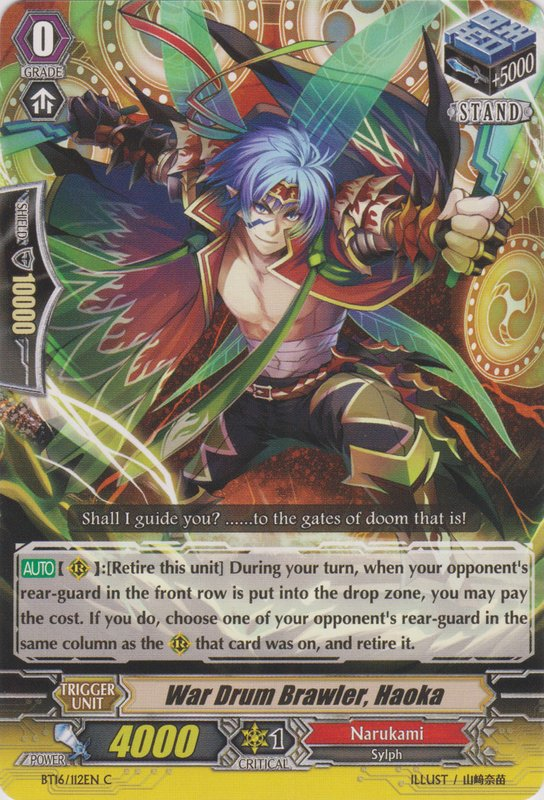 0
GRADE
+5000
STAND
SHIELD
10000
Shall I guide you? ......to the gates of doom that is!
AUTO [ R ]:[Retire this unit] During your turn, when your opponent's
rear-guard in the front row is put into the drop zone, you may pay
the cost. If you do, choose one of your opponent's rear-guard in the
same column as the R that card was on, and retire it.
TRIGGER
UNIT
War Drum Brawler, Haoka
POWER
4000
1
CRITICAL
Narukami
Sylph
BT16/112EN C
ILLUST / 山﨑奈苗